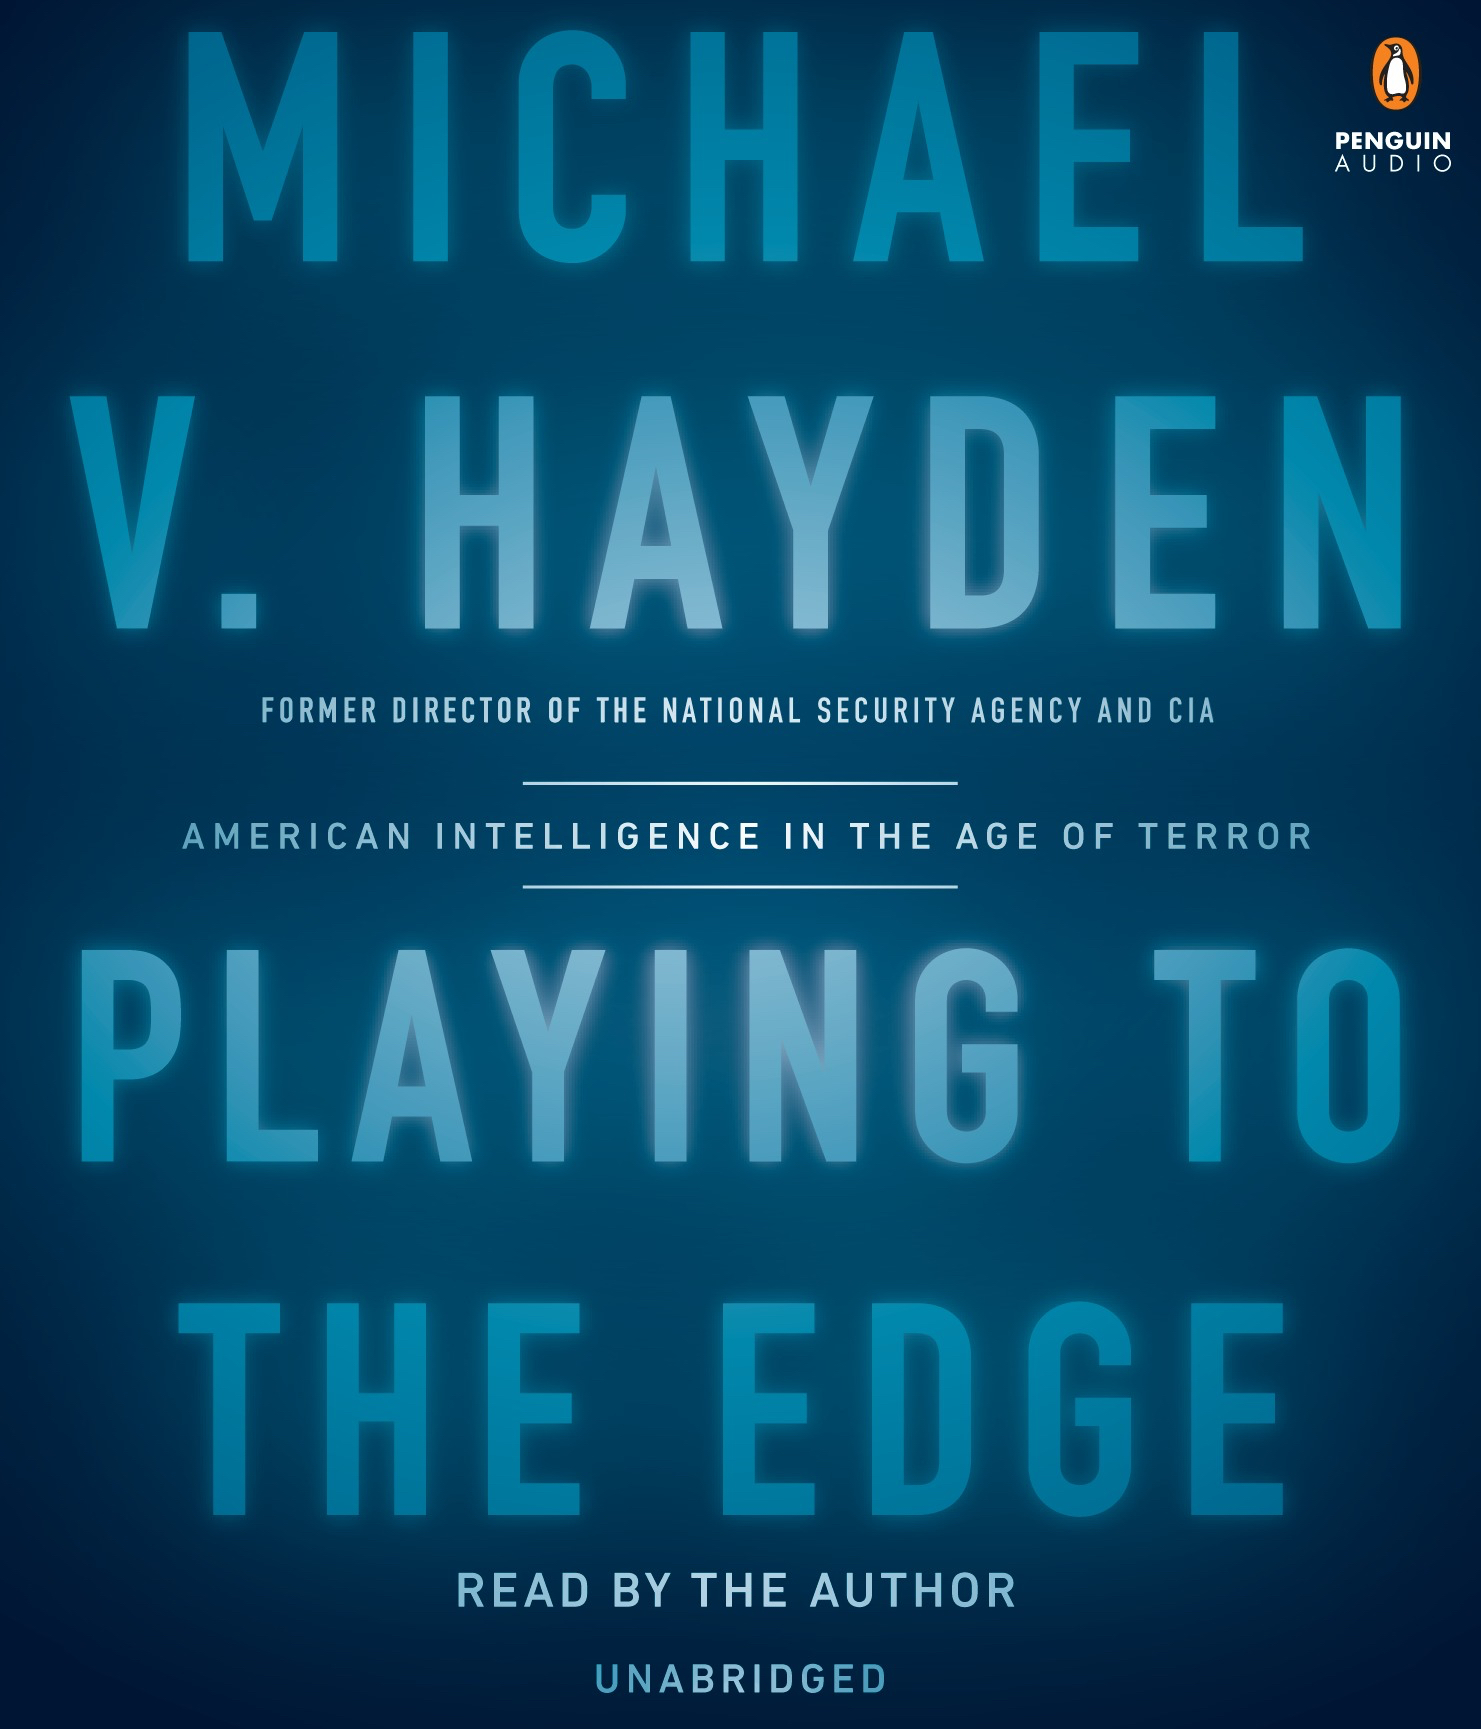 MICHAEL
PENGUIN
AUDIO
V. HAYDEN
FORMER DIRECTOR OF THE NATIONAL SECURITY AGENCY AND CIA
AMERICAN INTELLIGENCE IN THE AGE OF TERROR
PLAYING TO
THE EDGE
READ BY THE AUTHOR
UNABRIDGED